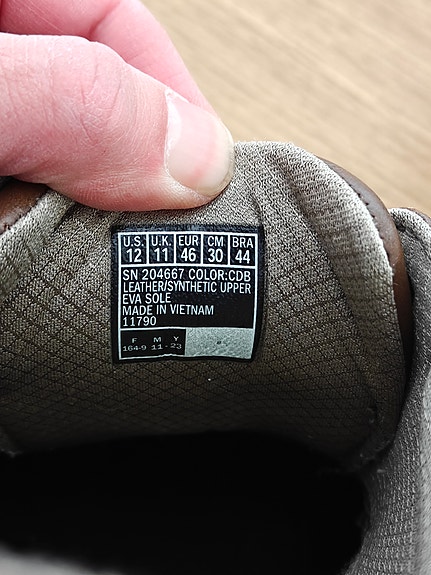 U.S. U.K. EUR CM BRA
12 11 46 30 44
SN 204667 COLOR:CDB
LEATHER/SYNTHETIC UPPER
EVA SOLE
MADE IN VIETNAM
11790
F M Y
164-9 11-23